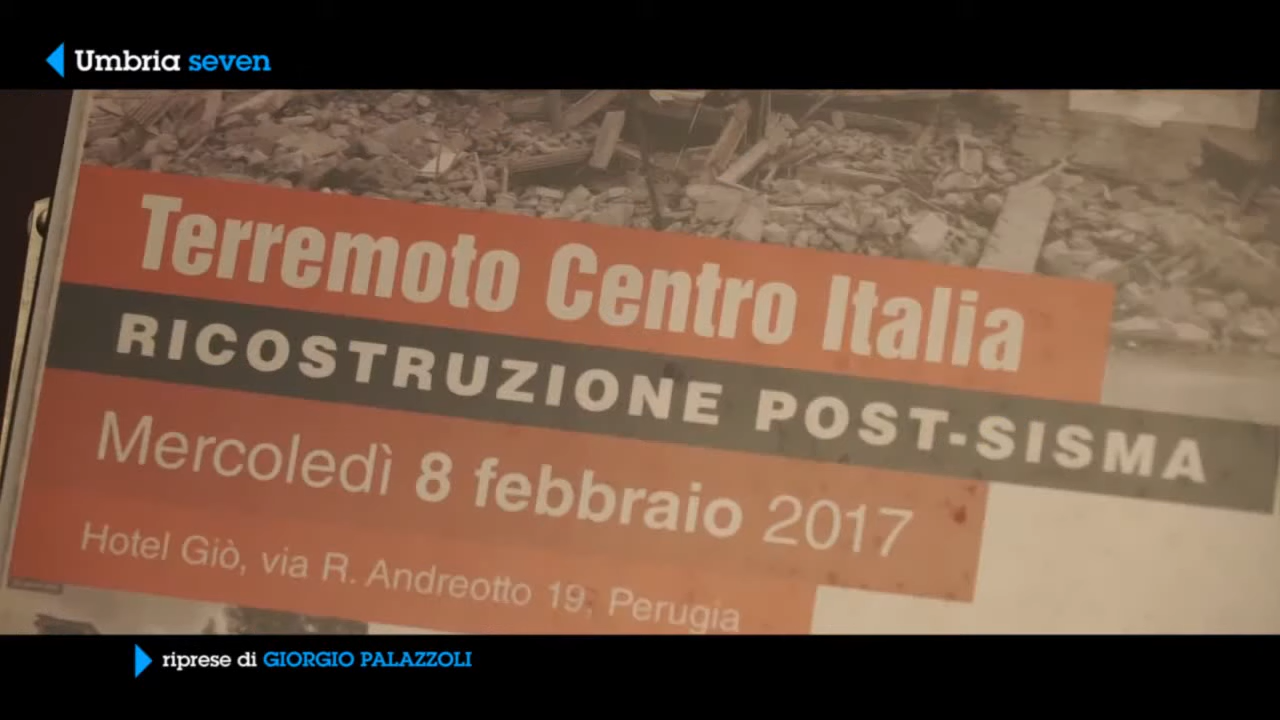 Umbria seven
Terremoto Centro Italia
RICOSTRUZIONE POST-SISMA
Mercoledì 8 febbraio 2017
Hotel Giò, via R. Andreotto 19, Perugia
riprese di GIORGIO PALAZZOLI